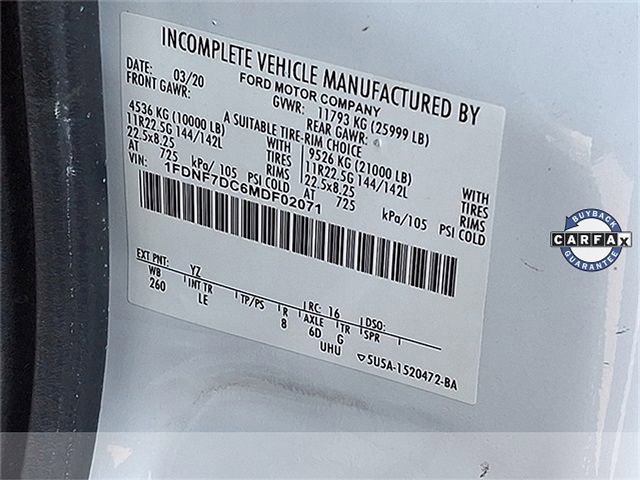 INCOMPLETE VEHICLE MANUFACTURED BY
FORD MOTOR COMPANY
DATE: 03/20 GVWR: 11793 KG (25999 LB)
FRONT GAWR: REAR GAWR:
A SUITABLE TIRE-RIM CHOICE
4536 KG (10000 LB) WITH 9526 KG (21000 LB) WITH
11R22.5G 144/142L TIRES 11R22.5G 144/142L TIRES
22.5x8.25 RIMS 22.5x8.25 RIMS
AT 725 kPa/105 PSI COLD AT 725 kPa/105 PSI COLD
VIN: 1FDNF7DC6MDF02071
EXT PNT: YZ RC: 16 DSO:
WB INT TR TP/PS R AXLE TR SPR
260 LE 8 6D G
UHU 5U5A-1520472-BA
BUYBACK
CARFAX
GUARANTEE